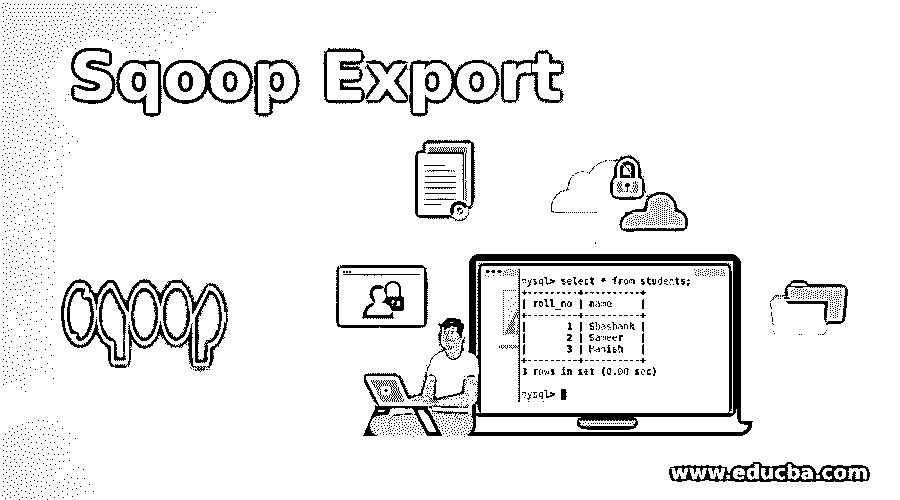 Sqoop Export
sqoop
mysql> select * from students;
| roll_no | name |
| 1 | Shashank |
| 2 | Sameer |
| 3 | Manish |
3 rows in set (0.00 sec)
mysql>
www.educba.com